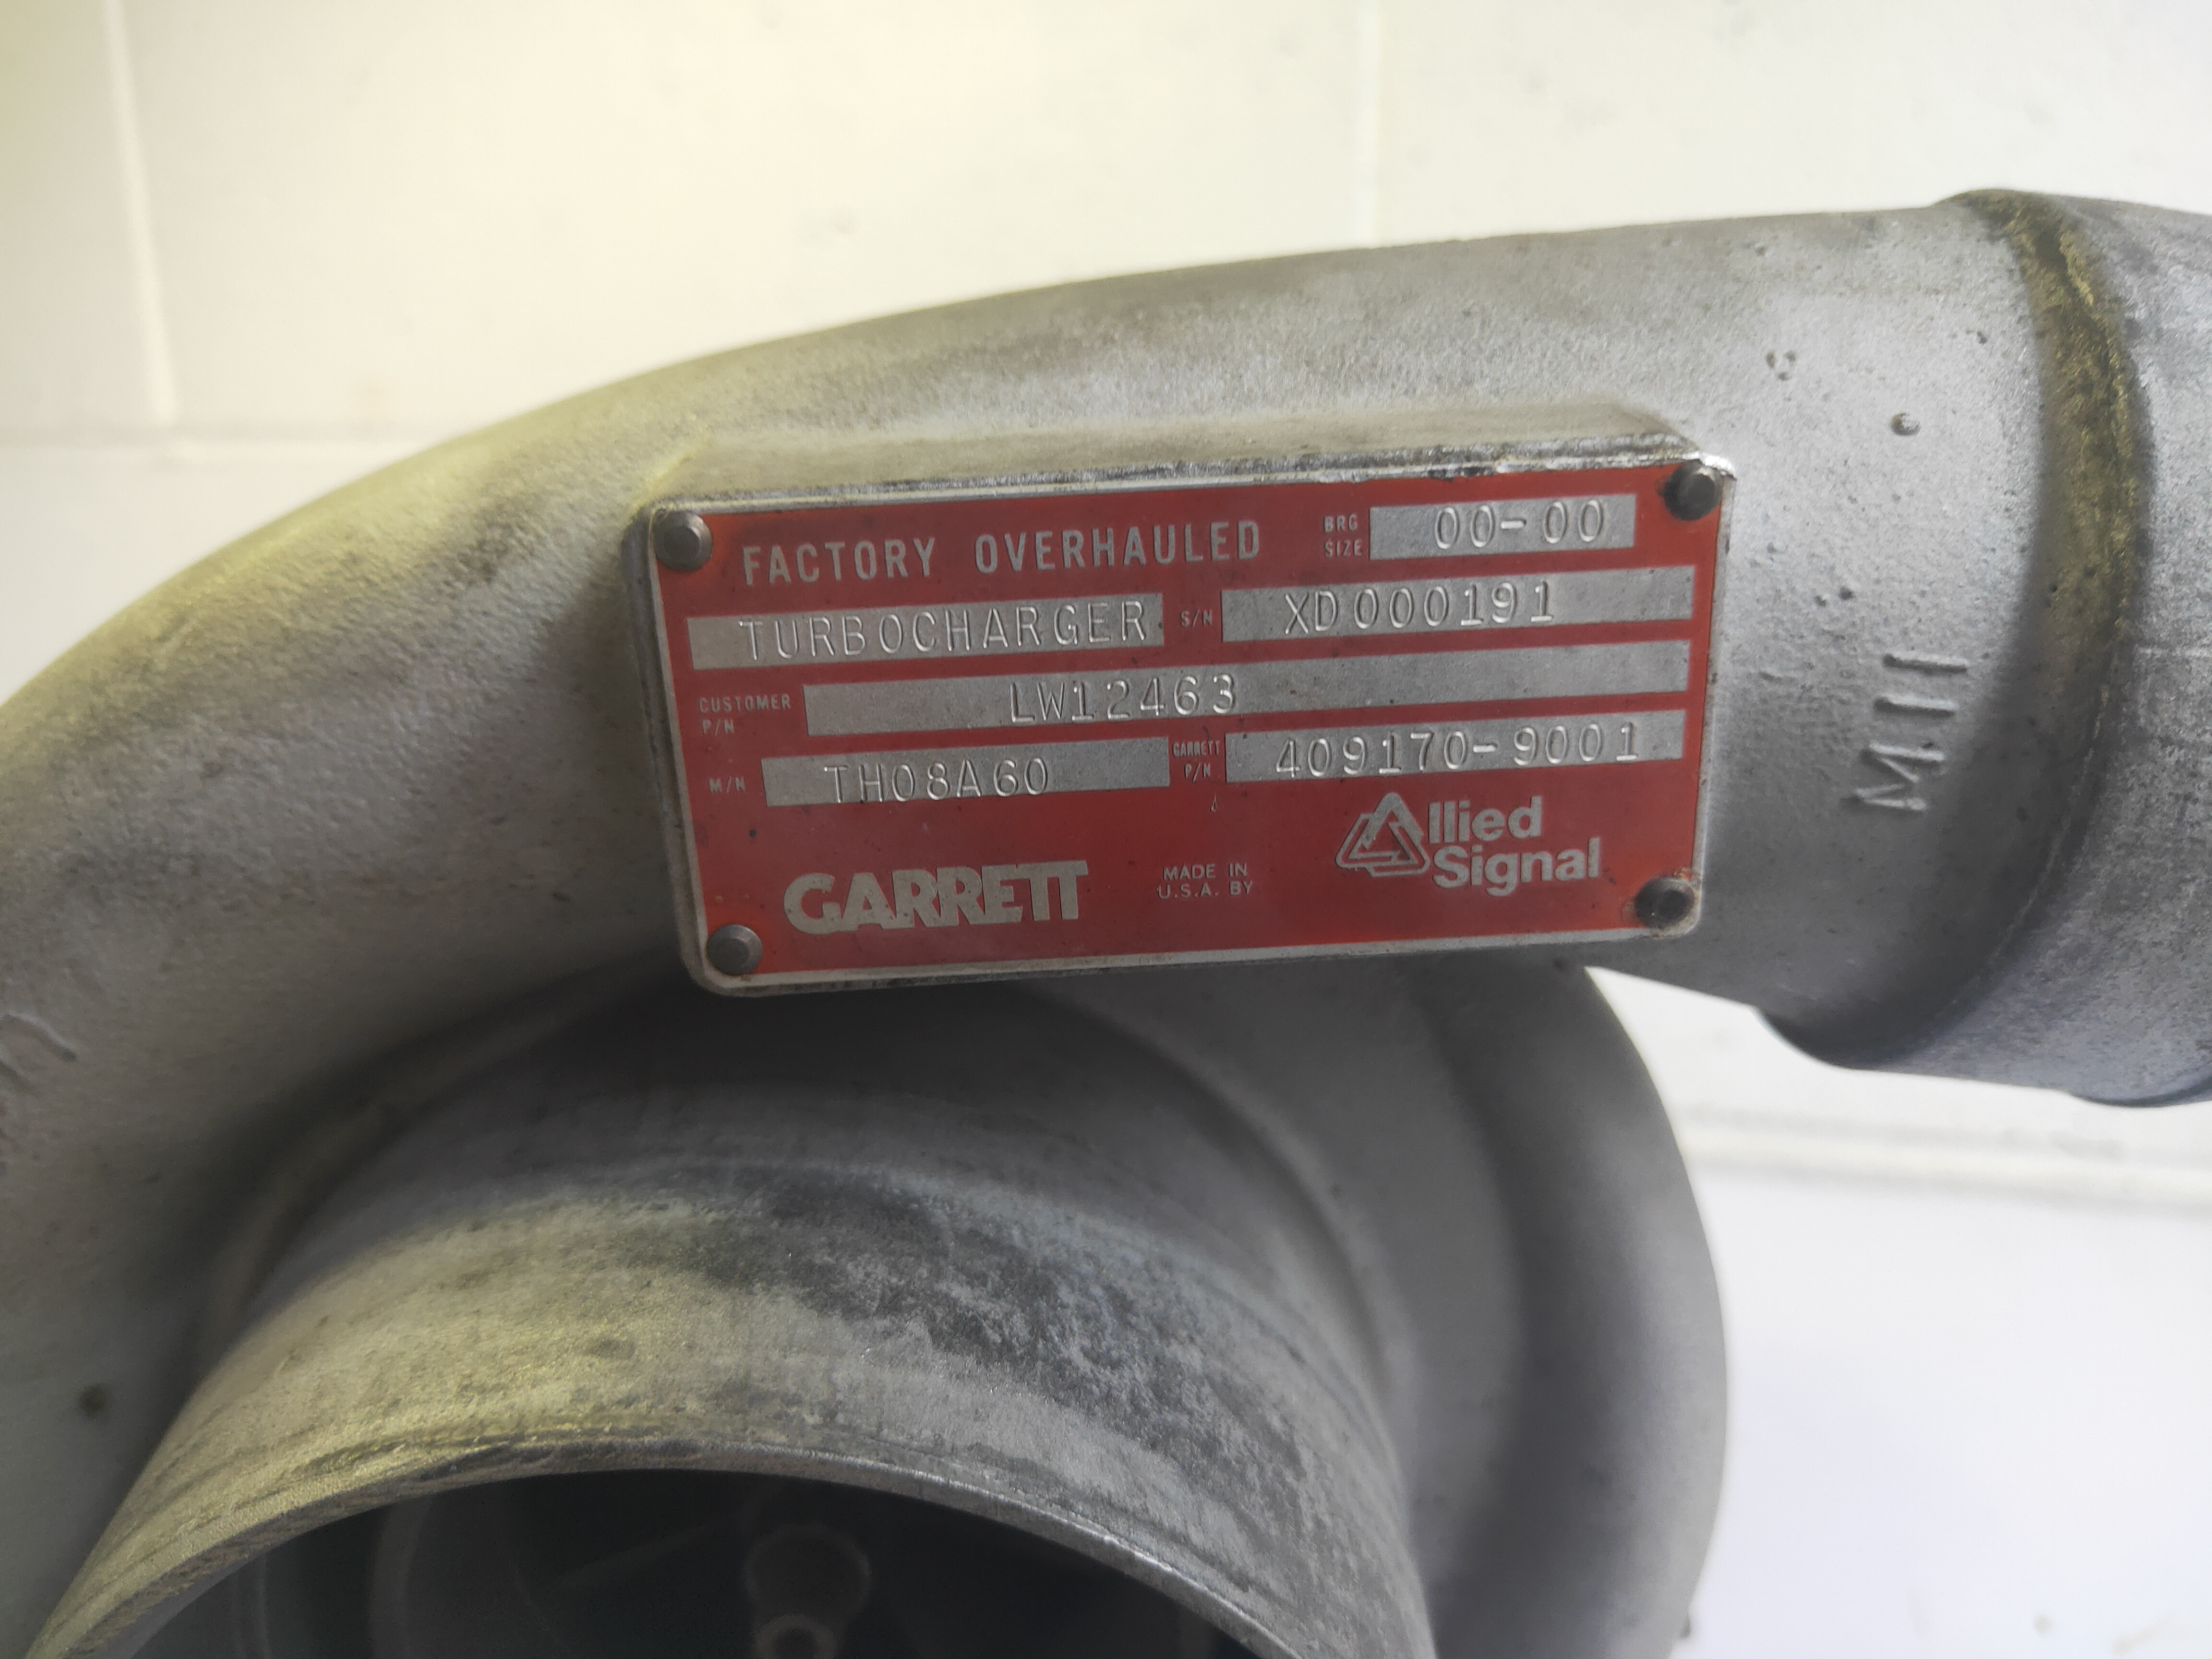 FACTORY OVERHAULED BRG SIZE 00-00
TURBOCHARGER S/N XD000191
CUSTOMER P/N LW12463
M/N TH08A60 GARRETT P/N 409170-9001
GARRETT MADE IN U.S.A. BY Allied Signal
M11